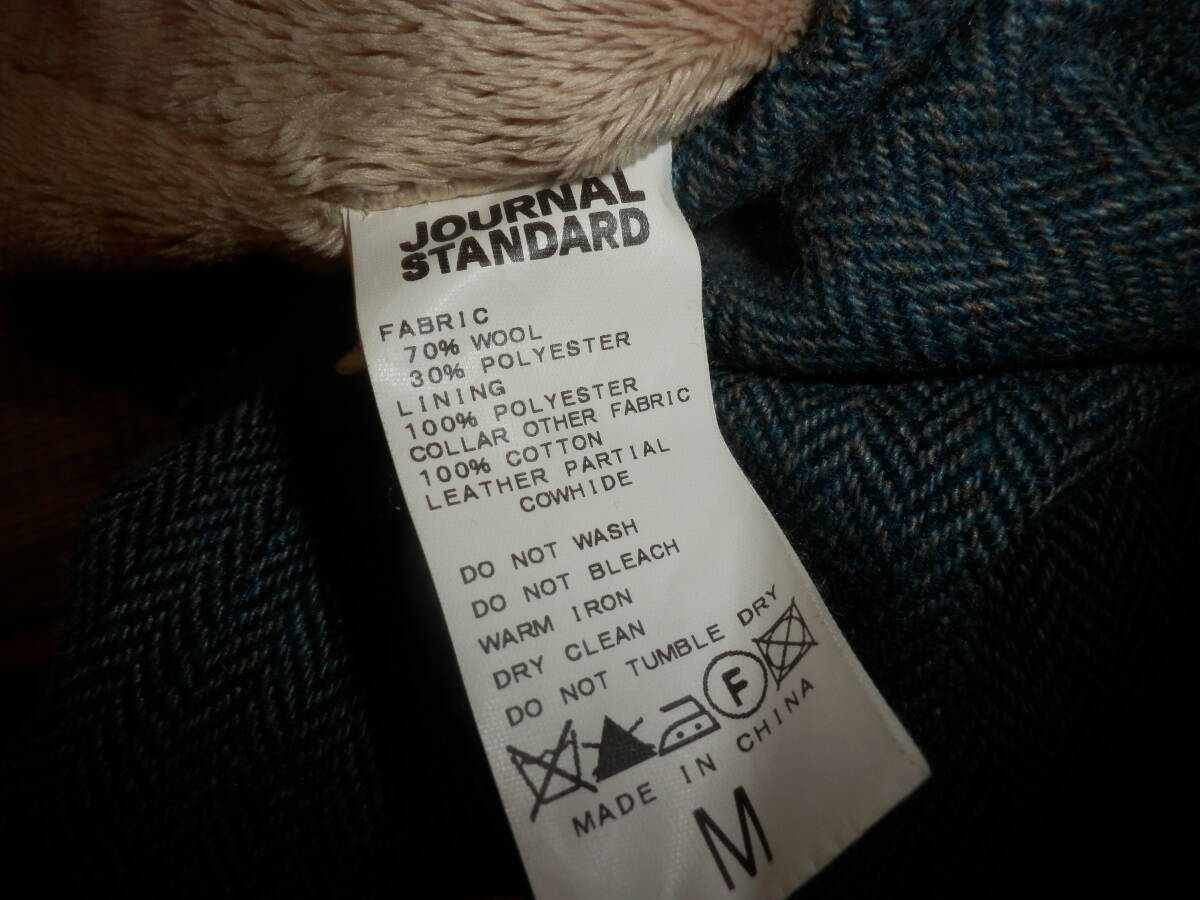 JOURNAL
STANDARD
FABRIC
70% WOOL
30% POLYESTER
LINING
100% POLYESTER
COLLAR OTHER FABRIC
100% COTTON
LEATHER PARTIAL
COWHIDE
DO NOT WASH
DO NOT BLEACH
WARM IRON
DRY CLEAN
DO NOT TUMBLE DRY
F
MADE IN CHINA
M